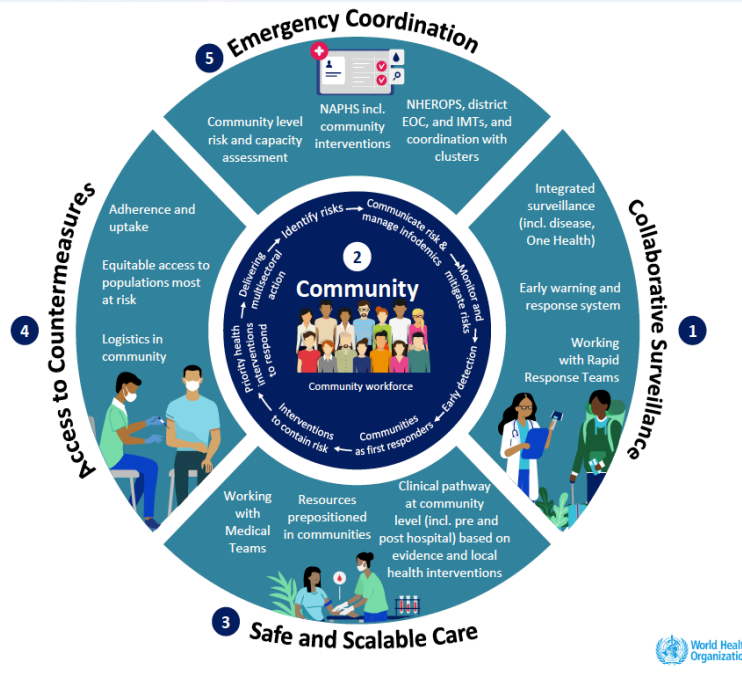 5
Emergency Coordination
Community level
risk and capacity
assessment
NAPHS incl.
community
interventions
NHEROPS, district
EOC, and IMTs, and
coordination with
clusters
1
Collaborative Surveillance
Integrated
surveillance
(incl. disease,
One Health)
Early warning and
response system
Working
with Rapid
Response Teams
4
Access to Countermeasures
Adherence and
uptake
Equitable access to
populations most
at risk
Logistics in
community
2
Community
Community workforce
Identify risks
Communicate risk &
manage infodemics
Monitor and
mitigate risks
Early detection
Communities
as first responders
Interventions
to contain risk
Priority health
interventions
to respond
Delivering
multisectoral
action
Working
with
Medical
Teams
Resources
prepositioned
in communities
Clinical pathway
at community
level (incl. pre and
post hospital) based on
evidence and local
health interventions
3
Safe and Scalable Care
World Healt
Organizatio